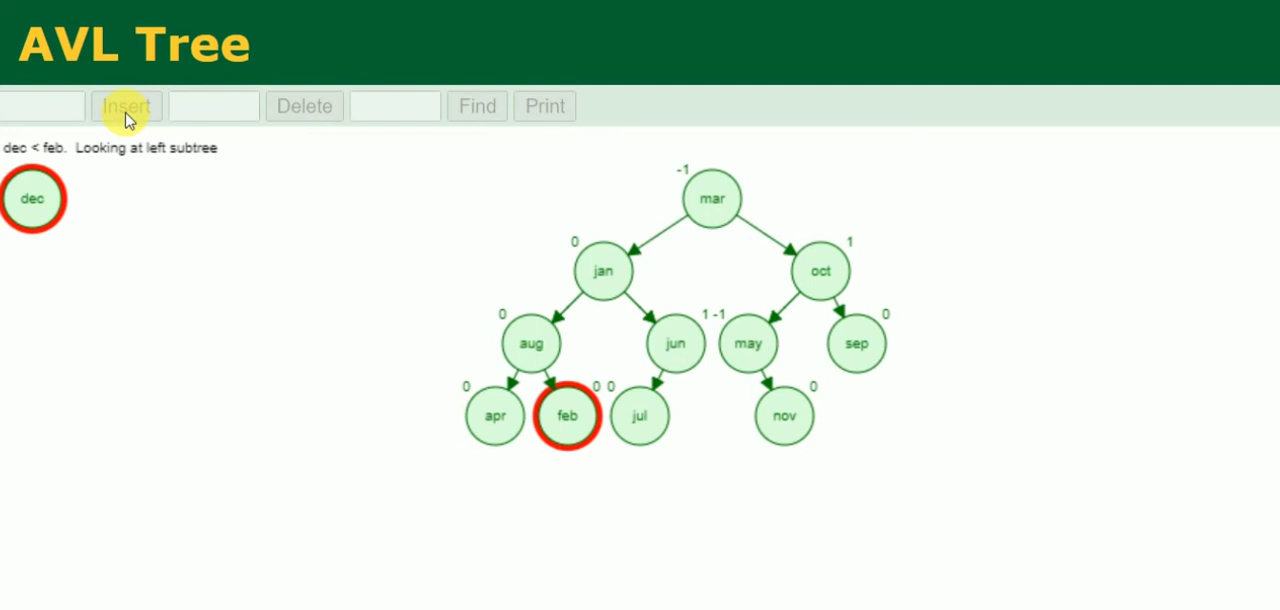 AVL Tree
Insert Delete Find Print
dec < feb. Looking at left subtree
dec
-1
mar
0 1
jan oct
0 1 -1 0
aug jun may sep
0 0 0 0
apr feb jul nov